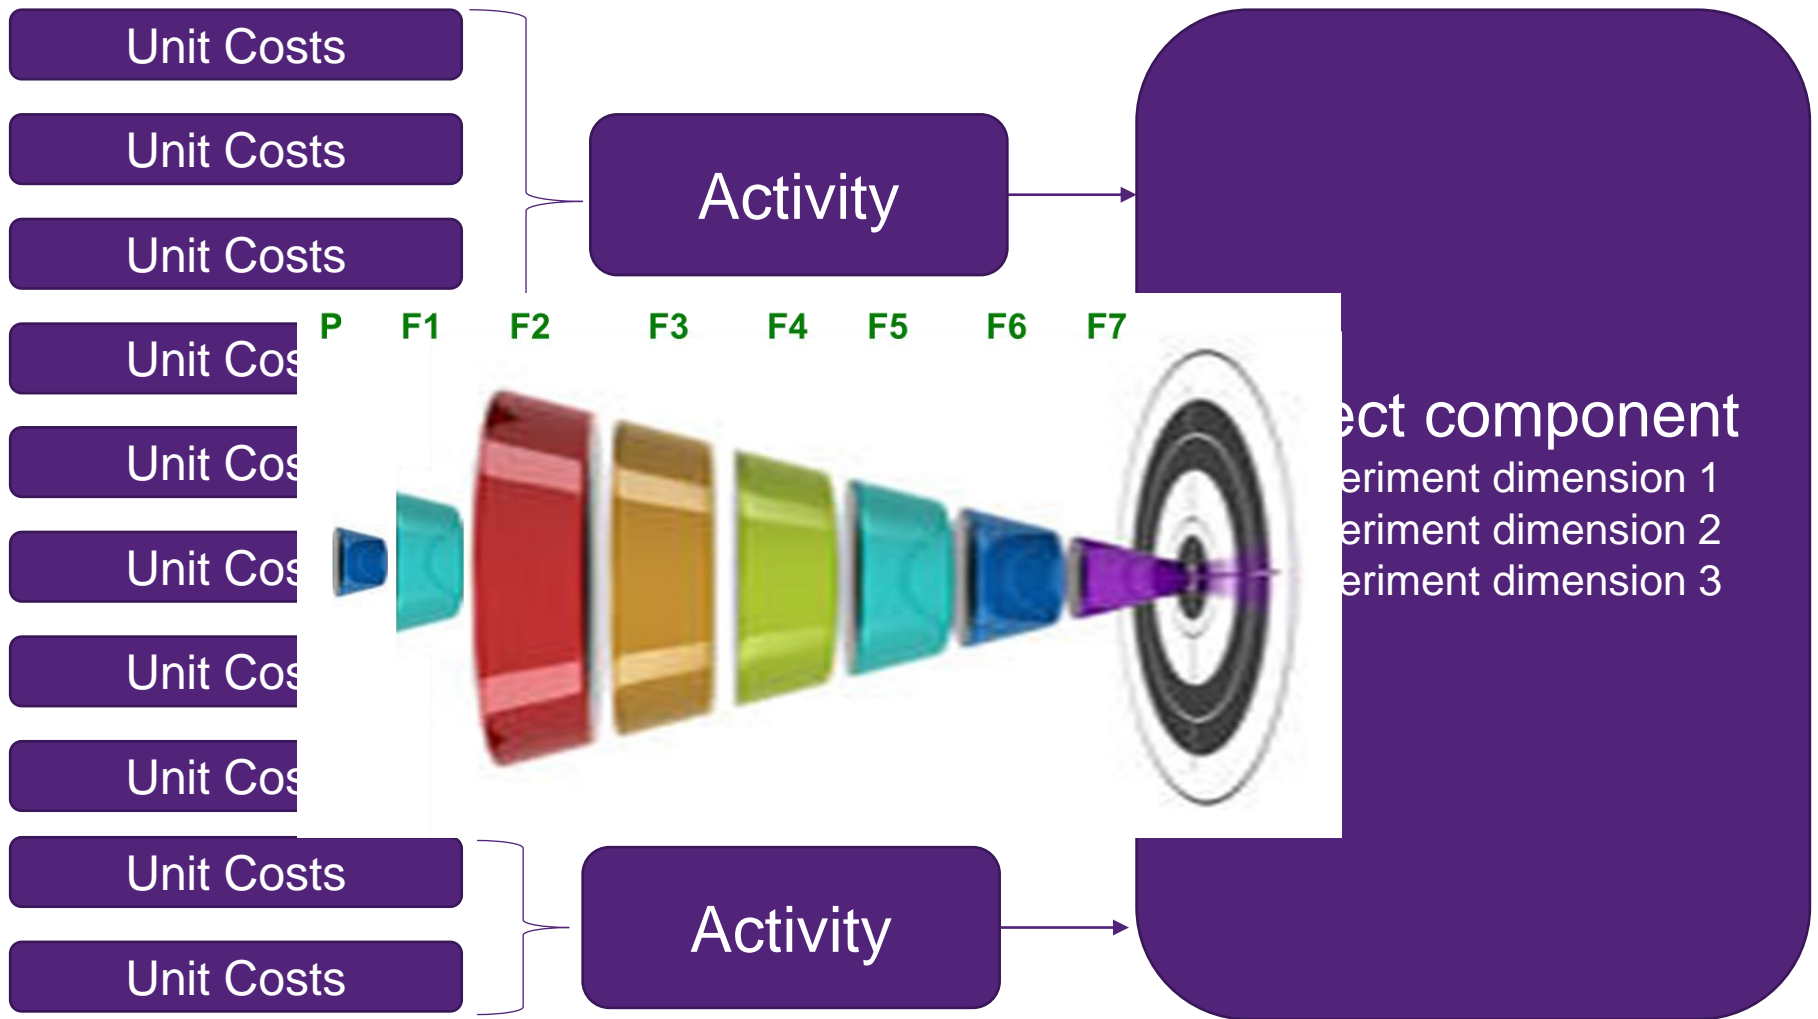 Unit Costs
Unit Costs
Unit Costs
Unit Cos
Unit Cos
Unit Cos
Unit Cos
Unit Cos
Unit Costs
Unit Costs
Activity
Activity
P F1 F2 F3 F4 F5 F6 F7
ect component
eriment dimension 1
eriment dimension 2
eriment dimension 3